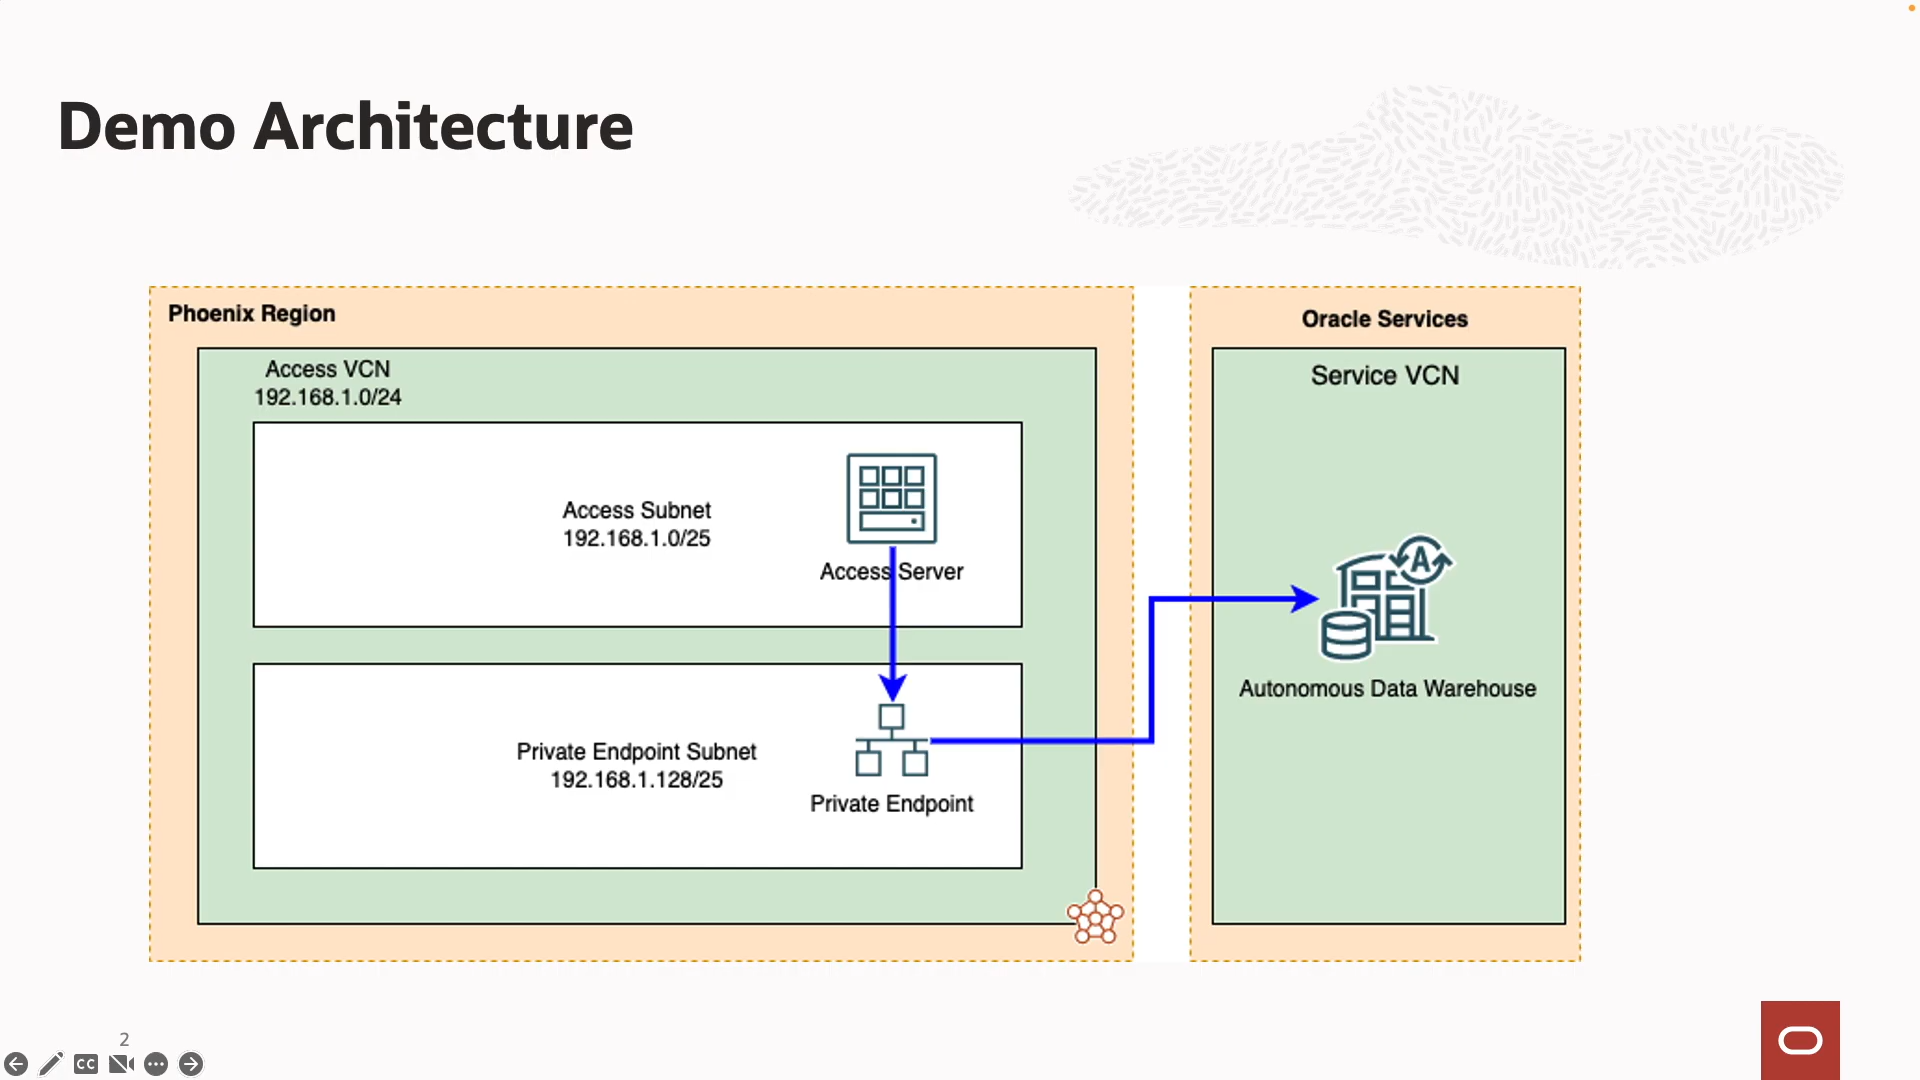 Demo Architecture
Phoenix Region
Access VCN
192.168.1.0/24
Access Subnet
192.168.1.0/25
Access Server
Private Endpoint Subnet
192.168.1.128/25
Private Endpoint
Oracle Services
Service VCN
A
Autonomous Data Warehouse
2
CC